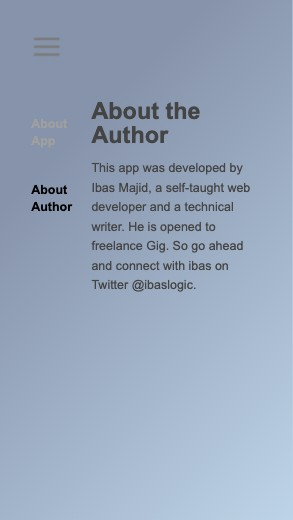 About
App
About
Author
About the
Author
This app was developed by
Ibas Majid, a self-taught web
developer and a technical
writer. He is opened to
freelance Gig. So go ahead
and connect with ibas on
Twitter @ibaslogic.